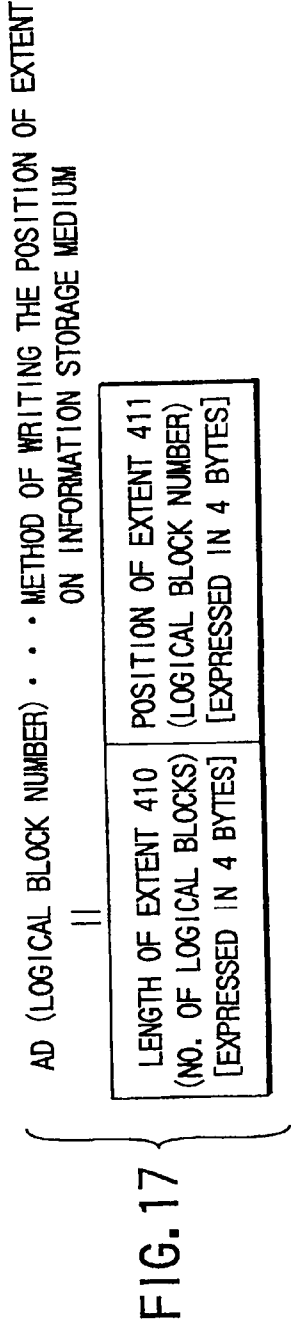 AD (LOGICAL BLOCK NUMBER) · · · METHOD OF WRITING THE POSITION OF EXTENT
ON INFORMATION STORAGE MEDIUM
||
LENGTH OF EXTENT 410
(NO. OF LOGICAL BLOCKS)
[EXPRESSED IN 4 BYTES]
POSITION OF EXTENT 411
(LOGICAL BLOCK NUMBER)
[EXPRESSED IN 4 BYTES]
FIG.17